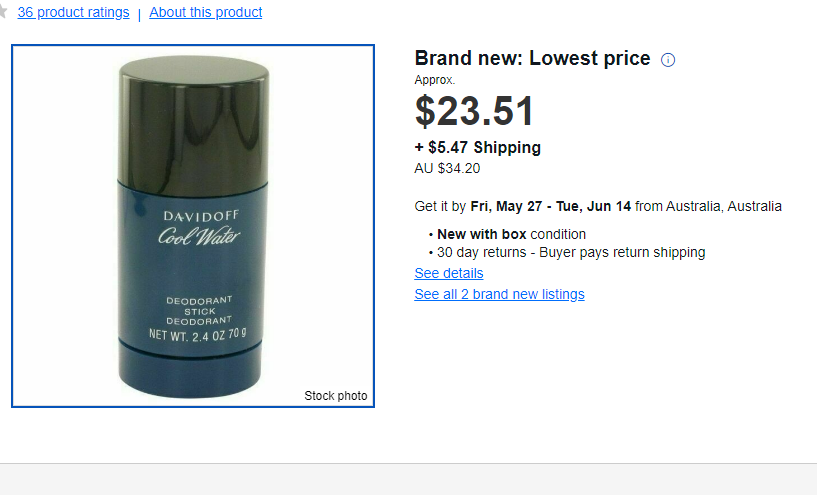 36 product ratings | About this product
DAVIDOFF
Cool Water
DEODORANT
STICK
DEODORANT
NET WT. 2.4 OZ 70 g
Stock photo
Brand new: Lowest price
Approx.
$23.51
+ $5.47 Shipping
AU $34.20
Get it by Fri, May 27 - Tue, Jun 14 from Australia, Australia
• New with box condition
• 30 day returns - Buyer pays return shipping
See details
See all 2 brand new listings